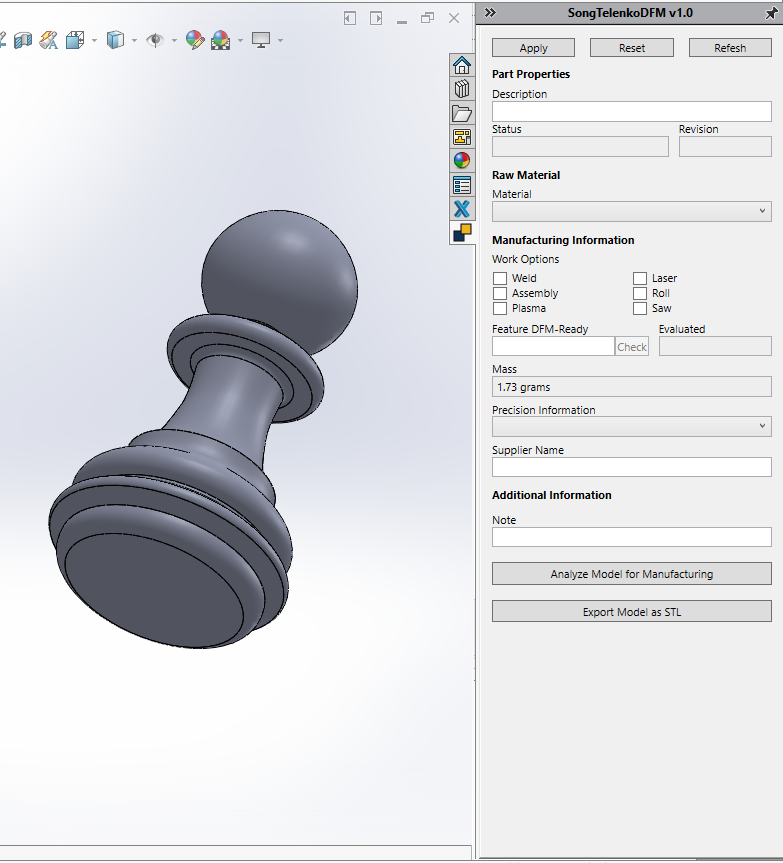 SongTelenkoDFM v1.0
Apply Reset Refesh
Part Properties
Description
Status Revision
Raw Material
Material
Manufacturing Information
Work Options
Weld Laser
Assembly Roll
Plasma Saw
Feature DFM-Ready Evaluated
Check
Mass
1.73 grams
Precision Information
Supplier Name
Additional Information
Note
Analyze Model for Manufacturing
Export Model as STL